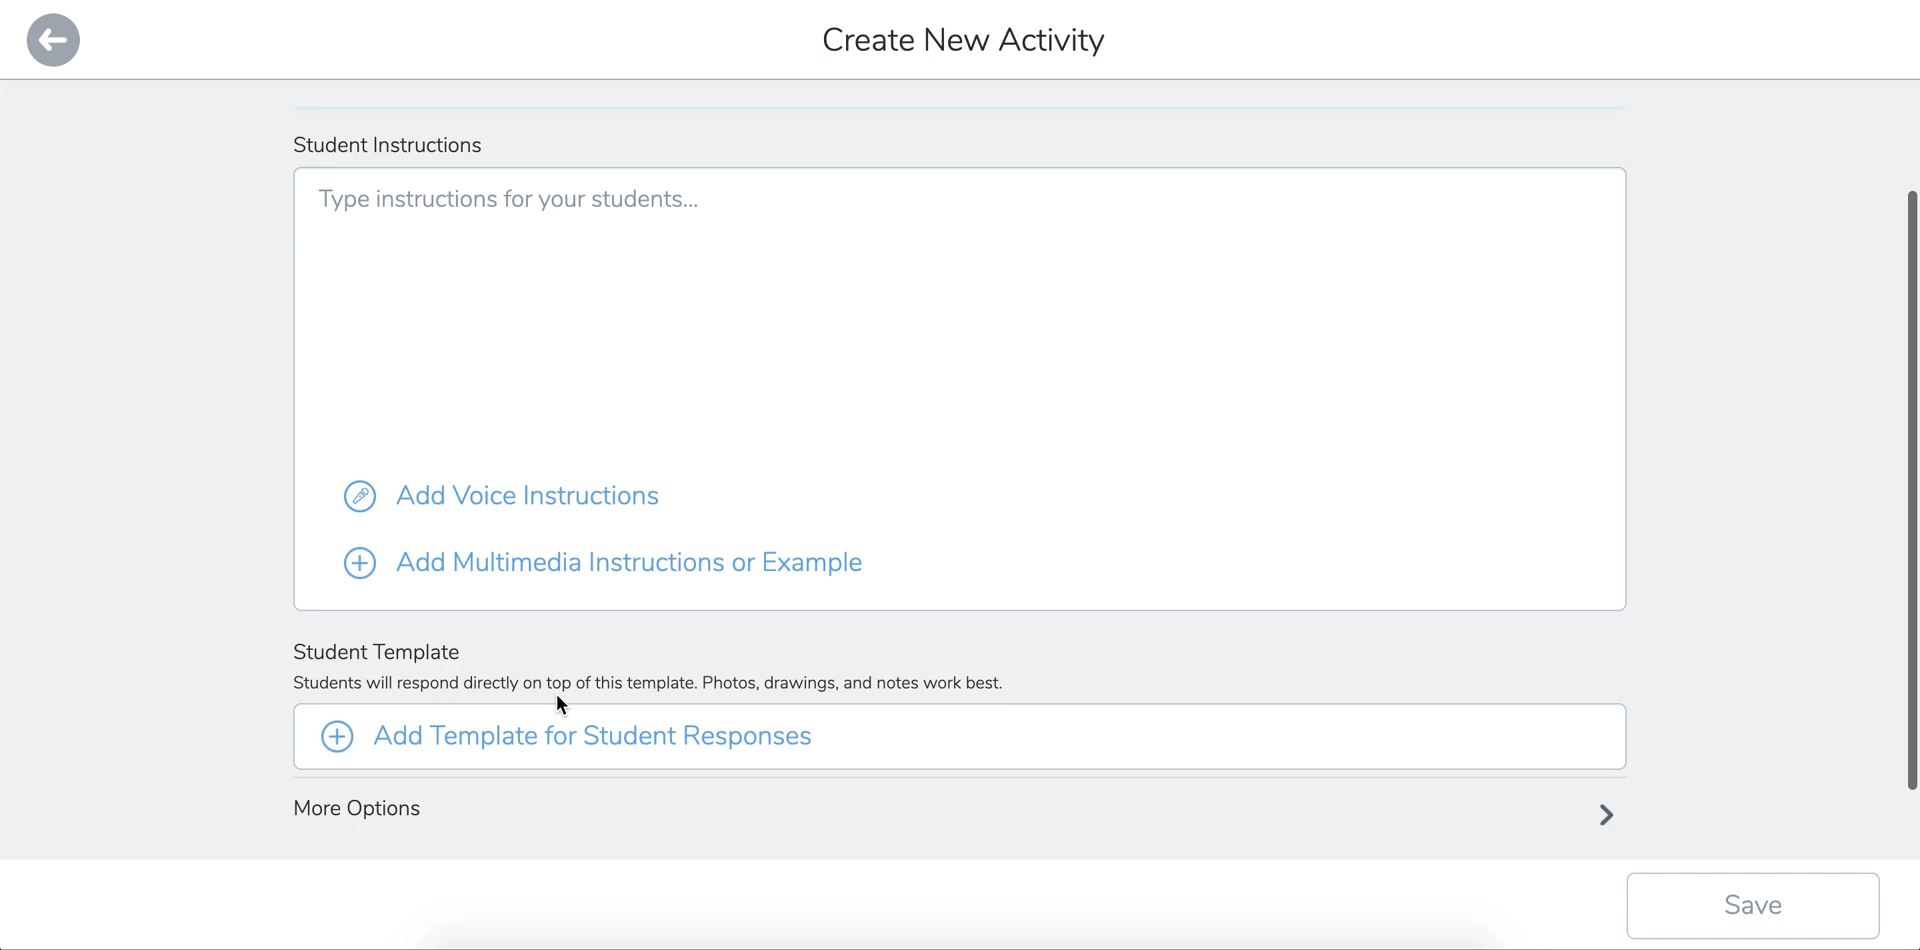 Create New Activity
Student Instructions
Type instructions for your students...
Add Voice Instructions
Add Multimedia Instructions or Example
Student Template
Students will respond directly on top of this template. Photos, drawings, and notes work best.
Add Template for Student Responses
More Options
Save